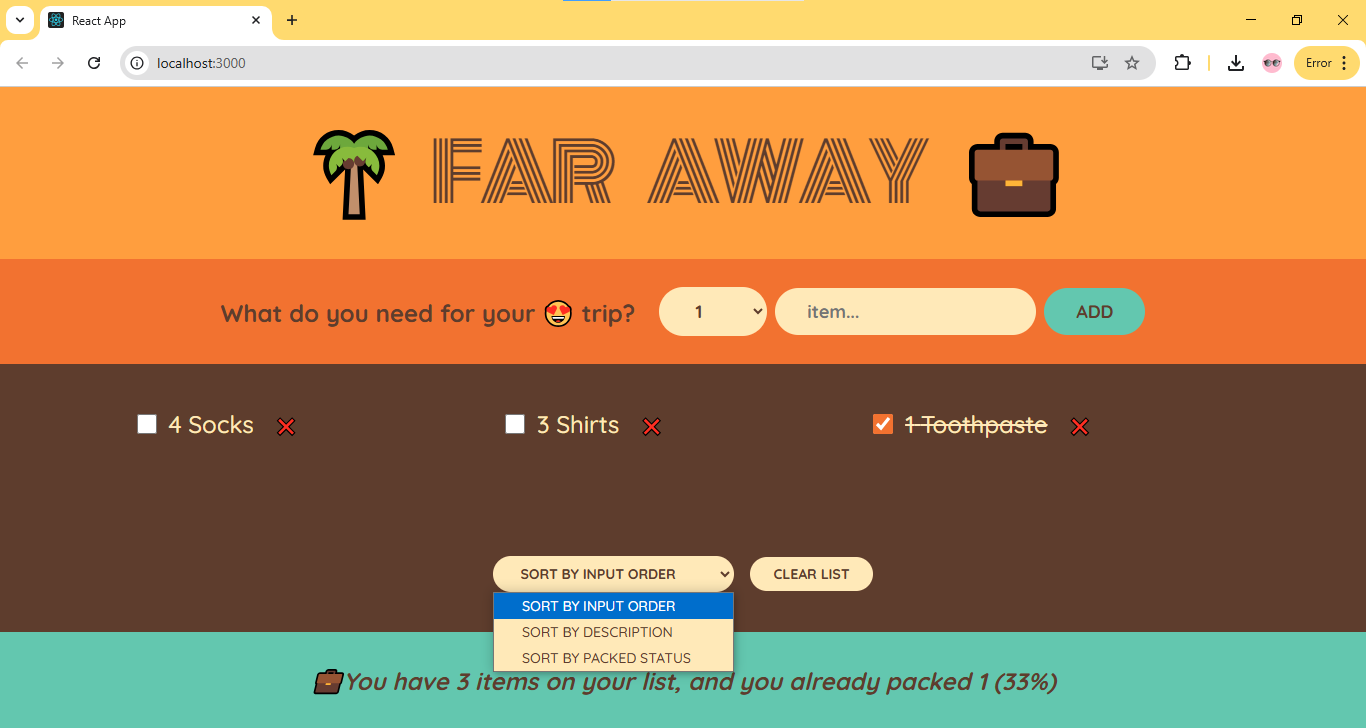 React App
localhost:3000
Error
FAR AWAY
What do you need for your 😍 trip?
1
item...
ADD
4 Socks
3 Shirts
1 Toothpaste
SORT BY INPUT ORDER
CLEAR LIST
SORT BY INPUT ORDER
SORT BY DESCRIPTION
SORT BY PACKED STATUS
You have 3 items on your list, and you already packed 1 (33%)